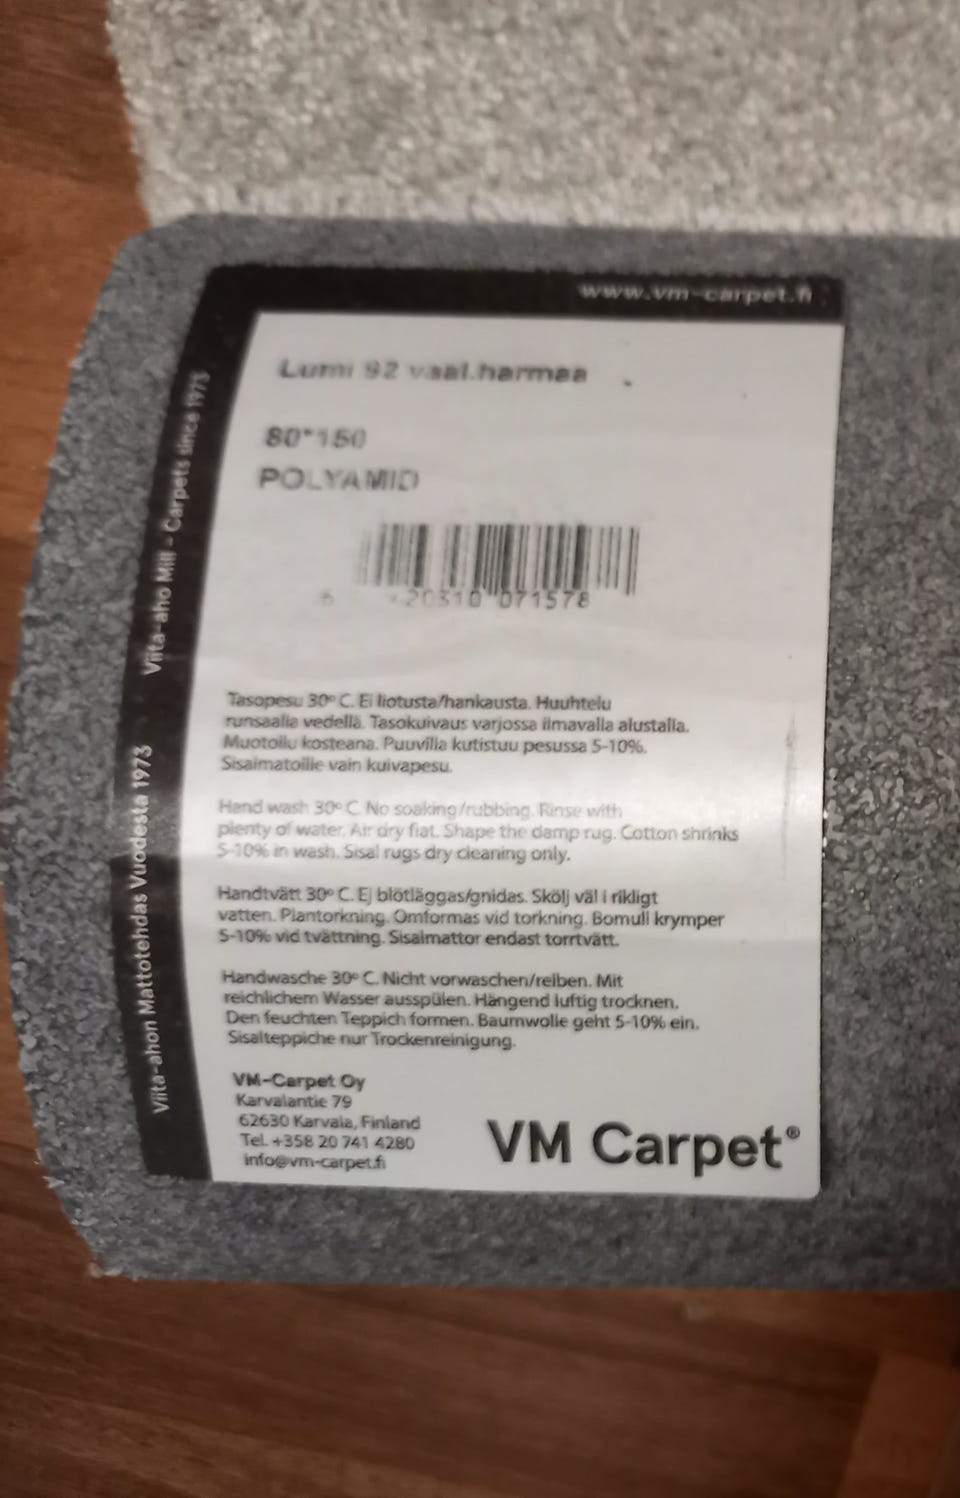 www.vm-carpet.fi
Lumi 92 vaal.harmaa
80*150
POLYAMID
20310 071578
Tasopesu 30° C. Ei liotusta/hankausta. Huuhtelu
runsaalla vedellä. Tasokuivaus varjossa ilmavalla alustalla.
Muotoilu kosteana. Puuvilla kutistuu pesussa 5-10%.
Sisalmatoille vain kuivapesu.
Hand wash 30° C. No soaking/rubbing. Rinse with
plenty of water. Air dry flat. Shape the damp rug. Cotton shrinks
5-10% in wash. Sisal rugs dry cleaning only.
Handtvätt 30° C. Ej blötläggas/gnidas. Skölj väl i rikligt
vatten. Plantorkning. Omformas vid torkning. Bomull krymper
5-10% vid tvättning. Sisalmattor endast torrtvätt.
Handwasche 30° C. Nicht vorwaschen/reiben. Mit
reichlichem Wasser ausspülen. Hängend luftig trocknen.
Den feuchten Teppich formen. Baumwolle geht 5-10% ein.
Sisalteppiche nur Trockenreinigung.
VM-Carpet Oy
Karvalantie 79
62630 Karvala, Finland
Tel. +358 20 741 4280
info@vm-carpet.fi
VM Carpet®
Viita-ahon Mattotehdas Vuodesta 1973
Viita-aho Mill - Carpets since 1973